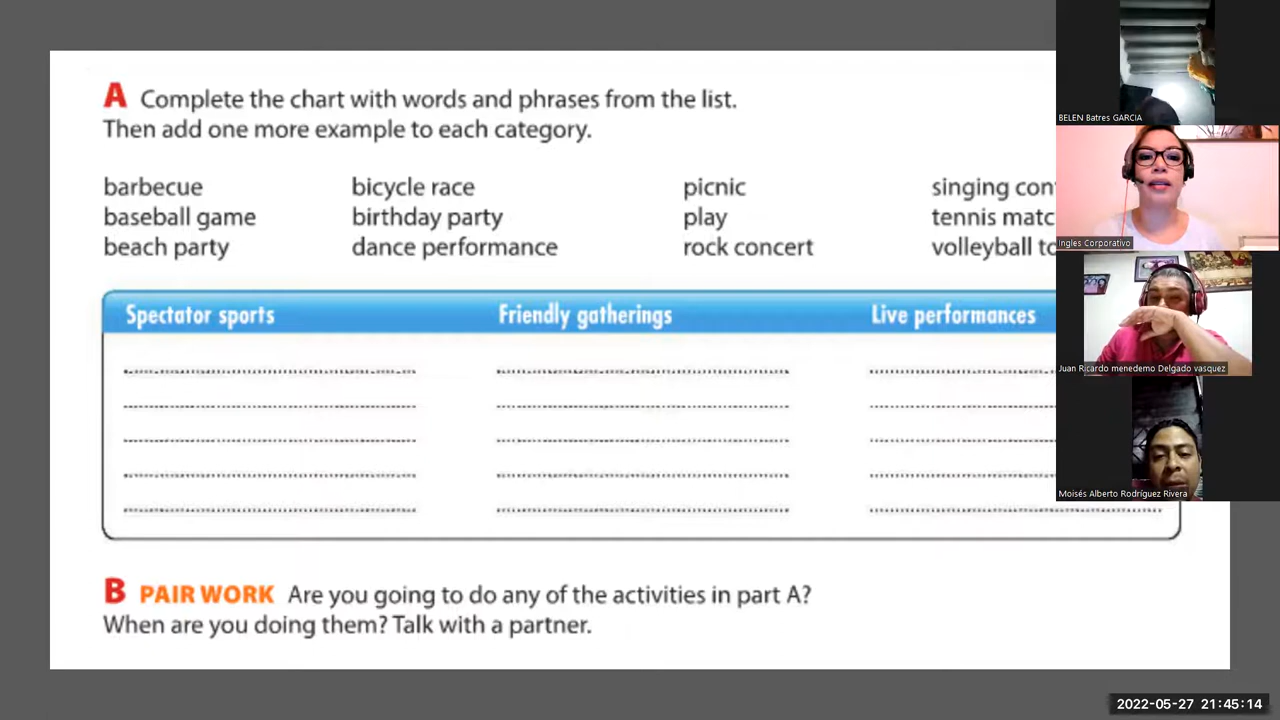 A Complete the chart with words and phrases from the list.
Then add one more example to each category.
barbecue bicycle race picnic singing
baseball game birthday party play tennis
beach party dance performance rock concert volleyball
Spectator sports Friendly gatherings Live performances
B PAIR WORK Are you going to do any of the activities in part A?
When are you doing them? Talk with a partner.
BELEN Batres GARCIA
Ingles Corporativo
Juan Ricardo menedemo Delgado vasquez
Moisés Alberto Rodríguez Rivera
2022-05-27 21:45:14